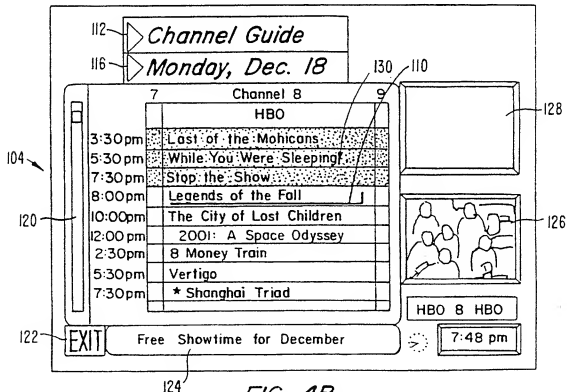 112
Channel Guide
116
Monday, Dec. 18
130
110
7 Channel 8 9
HBO
128
3:30pm Last of the Mohicans
104
5:30pm While You Were Sleeping
7:30pm Stop the Show
8:00pm Legends of the Fall
120
10:00pm The City of Lost Children
126
12:00pm 2001: A Space Odyssey
2:30pm 8 Money Train
5:30pm Vertigo
7:30pm * Shanghai Triad
HBO 8 HBO
122
EXIT
Free Showtime for December
7:48 pm
124
FIG. 4B